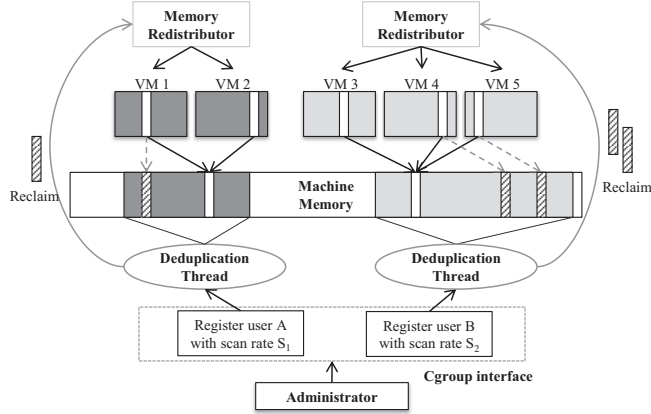 Memory
Redistributor
Memory
Redistributor
VM 1
VM 2
VM 3
VM 4
VM 5
Reclaim
Machine
Memory
Reclaim
Deduplication
Thread
Deduplication
Thread
Register user A
with scan rate S1
Register user B
with scan rate S2
Cgroup interface
Administrator